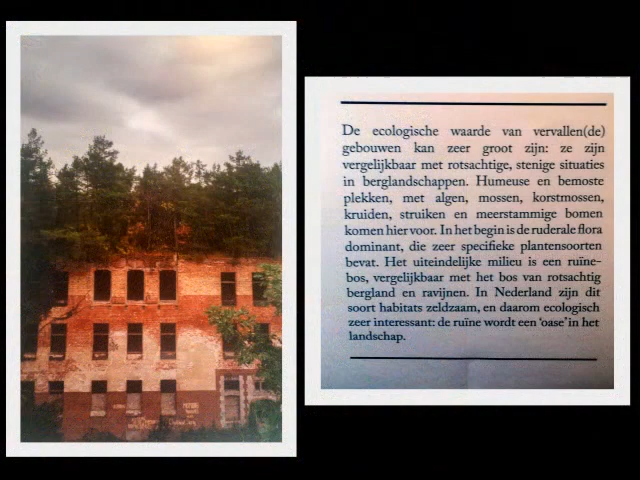 De ecologische waarde van vervallen(de)
gebouwen kan zeer groot zijn: ze zijn
vergelijkbaar met rotsachtige, stenige situaties
in berglandschappen. Humeuse en bemoste
plekken, met algen, mossen, korstmossen,
kruiden, struiken en meerstammige bomen
komen hier voor. In het begin is de ruderale flora
dominant, die zeer specifieke plantensoorten
bevat. Het uiteindelijke milieu is een ruïne-
bos, vergelijkbaar met het bos van rotsachtig
bergland en ravijnen. In Nederland zijn dit
soort habitats zeldzaam, en daarom ecologisch
zeer interessant: de ruïne wordt een ‘oase’ in het
landschap.